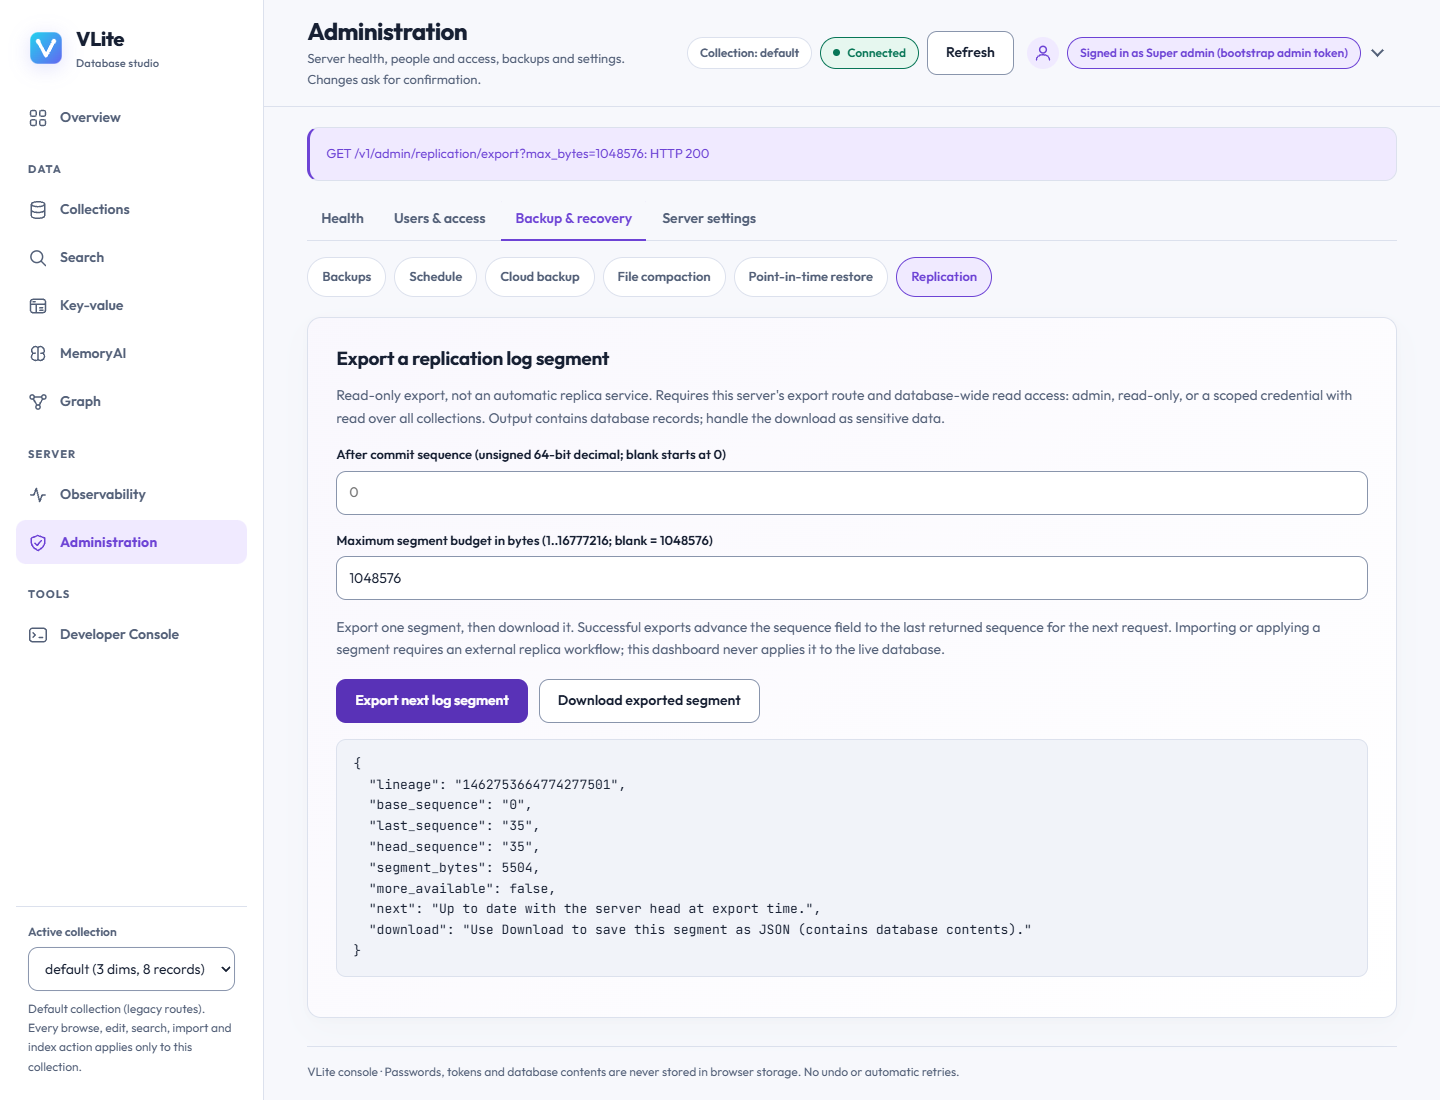 VLite
Database studio
Overview
DATA
Collections
Search
Key-value
MemoryAI
Graph
SERVER
Observability
Administration
TOOLS
Developer Console
Active collection
default (3 dims, 8 records)
Default collection (legacy routes).
Every browse, edit, search, import and
index action applies only to this
collection.
Administration
Server health, people and access, backups and settings.
Changes ask for confirmation.
Collection: default
Connected
Refresh
Signed in as Super admin (bootstrap admin token)
GET /v1/admin/replication/export?max_bytes=1048576: HTTP 200
Health
Users & access
Backup & recovery
Server settings
Backups
Schedule
Cloud backup
File compaction
Point-in-time restore
Replication
Export a replication log segment
Read-only export, not an automatic replica service. Requires this server's export route and database-wide read access: admin, read-only, or a scoped credential with
read over all collections. Output contains database records; handle the download as sensitive data.
After commit sequence (unsigned 64-bit decimal; blank starts at 0)
0
Maximum segment budget in bytes (1..16777216; blank = 1048576)
1048576
Export one segment, then download it. Successful exports advance the sequence field to the last returned sequence for the next request. Importing or applying a
segment requires an external replica workflow; this dashboard never applies it to the live database.
Export next log segment
Download exported segment
{
  "lineage": "1462753664774277501",
  "base_sequence": "0",
  "last_sequence": "35",
  "head_sequence": "35",
  "segment_bytes": 5504,
  "more_available": false,
  "next": "Up to date with the server head at export time.",
  "download": "Use Download to save this segment as JSON (contains database contents)."
}
VLite console · Passwords, tokens and database contents are never stored in browser storage. No undo or automatic retries.